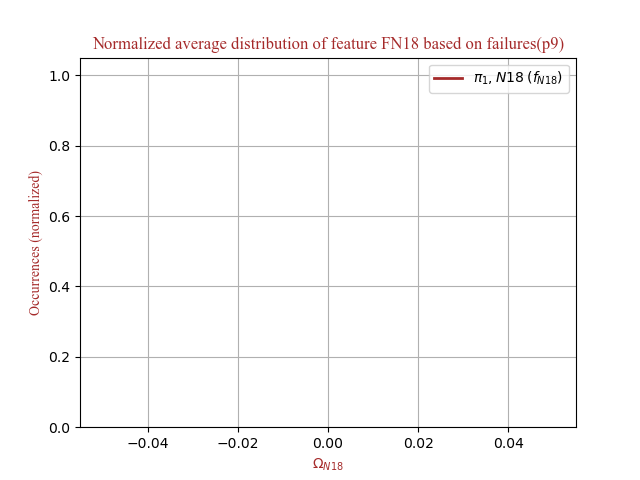 Normalized average distribution of feature FN18 based on failures(p9)
π1, N18 (fN18)
1.0
0.8
0.6
0.4
0.2
0.0
Occurrences (normalized)
−0.04 −0.02 0.00 0.02 0.04
ΩN18